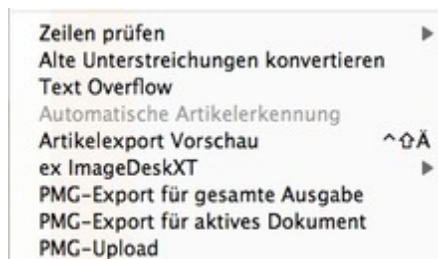 Zeilen prüfen
Alte Unterstreichungen konvertieren
Text Overflow
Automatische Artikelerkennung
Artikelexport Vorschau ^⇧Ä
ex ImageDeskXT
PMG-Export für gesamte Ausgabe
PMG-Export für aktives Dokument
PMG-Upload